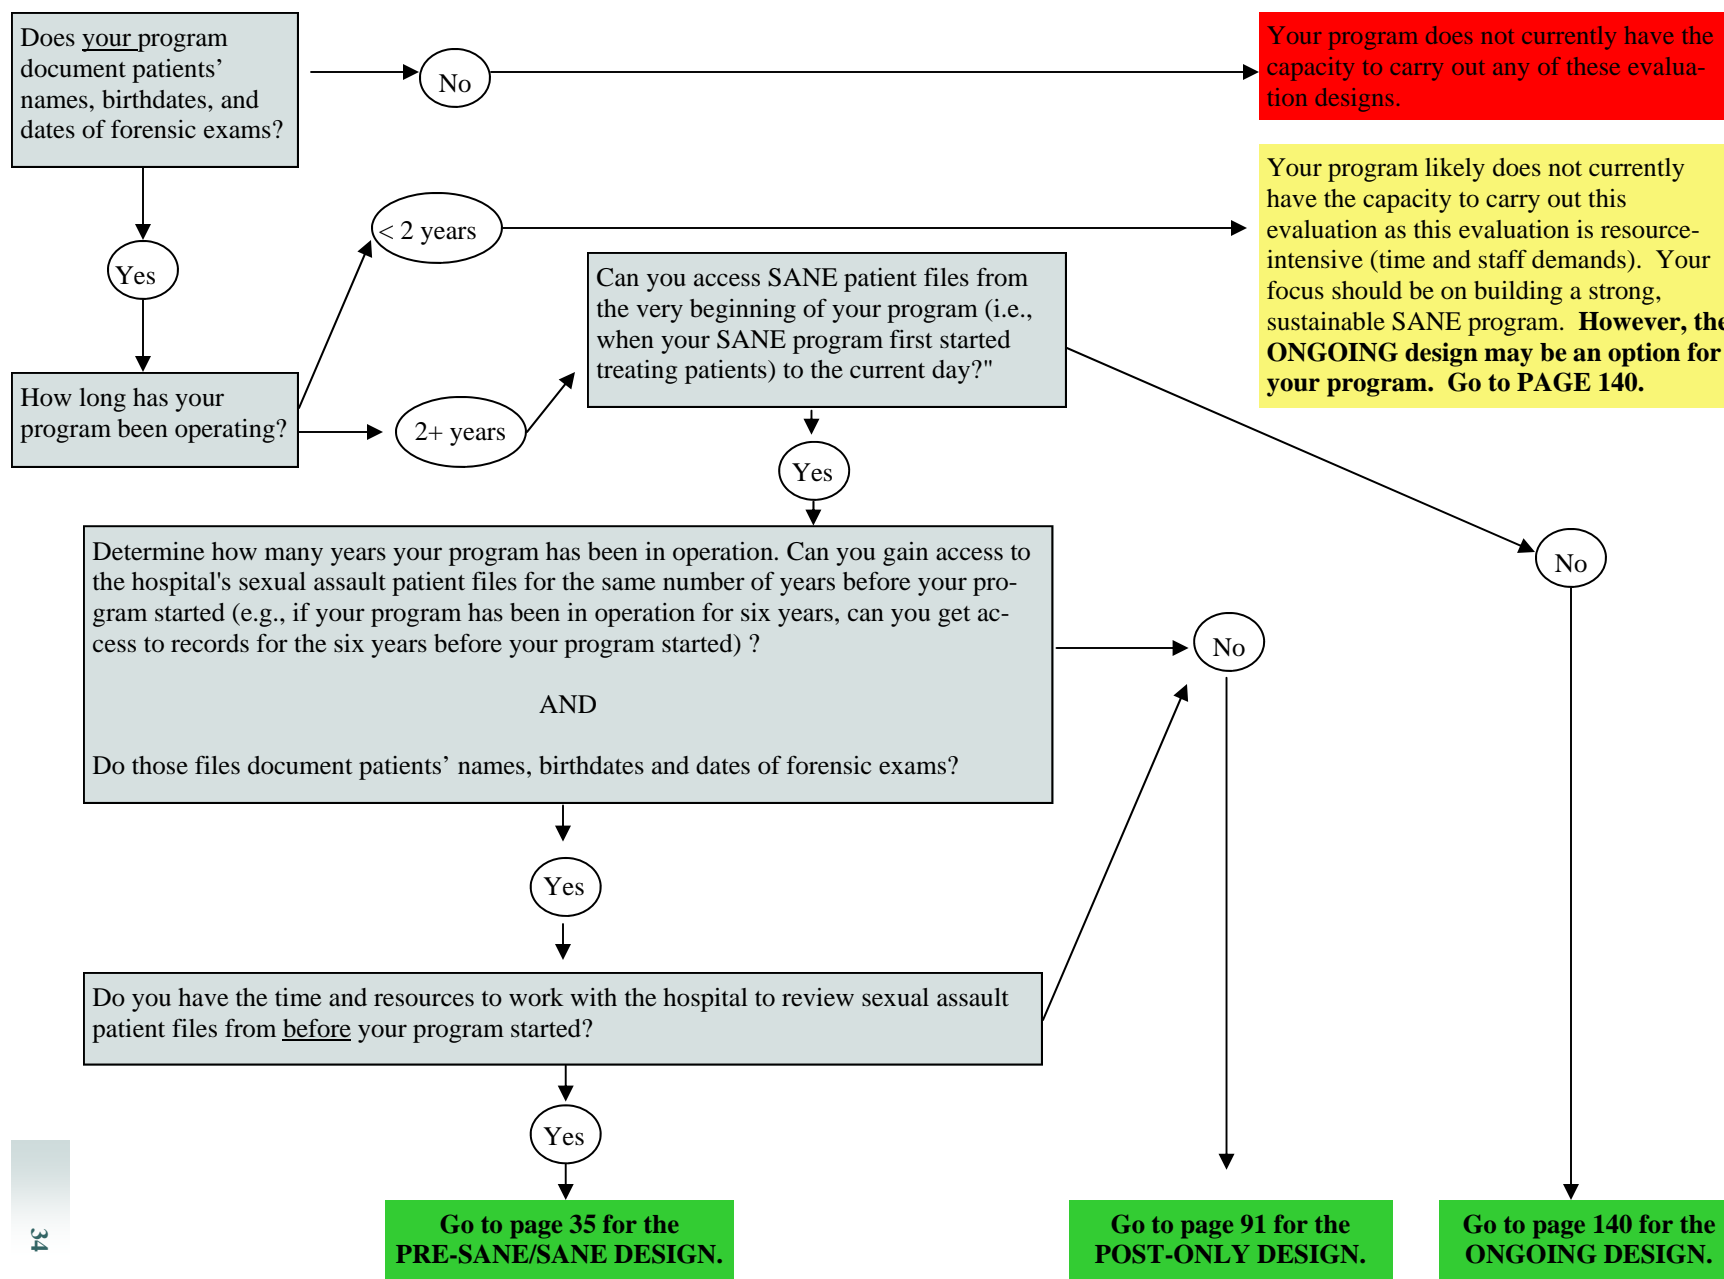 Does your program
document patients’
names, birthdates, and
dates of forensic exams?
No
Your program does not currently have the
capacity to carry out any of these evalua-
tion designs.
Yes
< 2 years
Your program likely does not currently
have the capacity to carry out this
evaluation as this evaluation is resource-
intensive (time and staff demands).  Your
focus should be on building a strong,
sustainable SANE program.  However, the
ONGOING design may be an option for
your program.  Go to PAGE 140.
How long has your
program been operating?
2+ years
Can you access SANE patient files from
the very beginning of your program (i.e.,
when your SANE program first started
treating patients) to the current day?"
Yes
No
Determine how many years your program has been in operation. Can you gain access to
the hospital's sexual assault patient files for the same number of years before your pro-
gram started (e.g., if your program has been in operation for six years, can you get ac-
cess to records for the six years before your program started) ?
AND
Do those files document patients’ names, birthdates and dates of forensic exams?
No
Yes
Do you have the time and resources to work with the hospital to review sexual assault
patient files from before your program started?
Yes
Go to page 35 for the
PRE-SANE/SANE DESIGN.
Go to page 91 for the
POST-ONLY DESIGN.
Go to page 140 for the
ONGOING DESIGN.
34